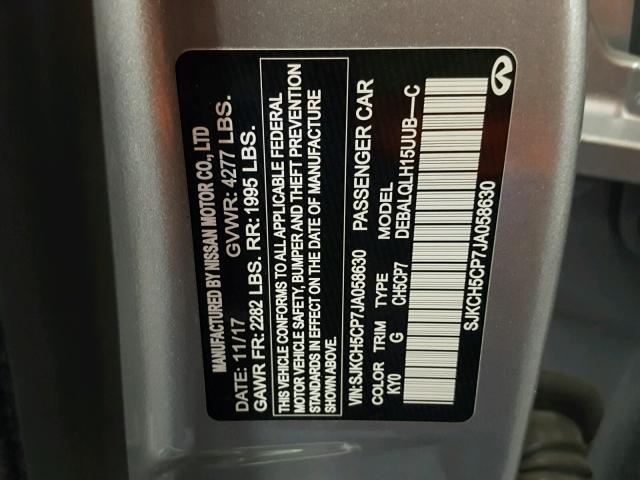 MANUFACTURED BY NISSAN MOTOR CO., LTD
DATE: 11/17 GVWR: 4277 LBS.
GAWR FR: 2282 LBS. RR: 1995 LBS.
THIS VEHICLE CONFORMS TO ALL APPLICABLE FEDERAL
MOTOR VEHICLE SAFETY, BUMPER AND THEFT PREVENTION
STANDARDS IN EFFECT ON THE DATE OF MANUFACTURE
SHOWN ABOVE.
VIN:SJKCH5CP7JA058630 PASSENGER CAR
COLOR TRIM TYPE MODEL
KY0 G CH5CP7 DEBALQLH15UUB-C
SJKCH5CP7JA058630